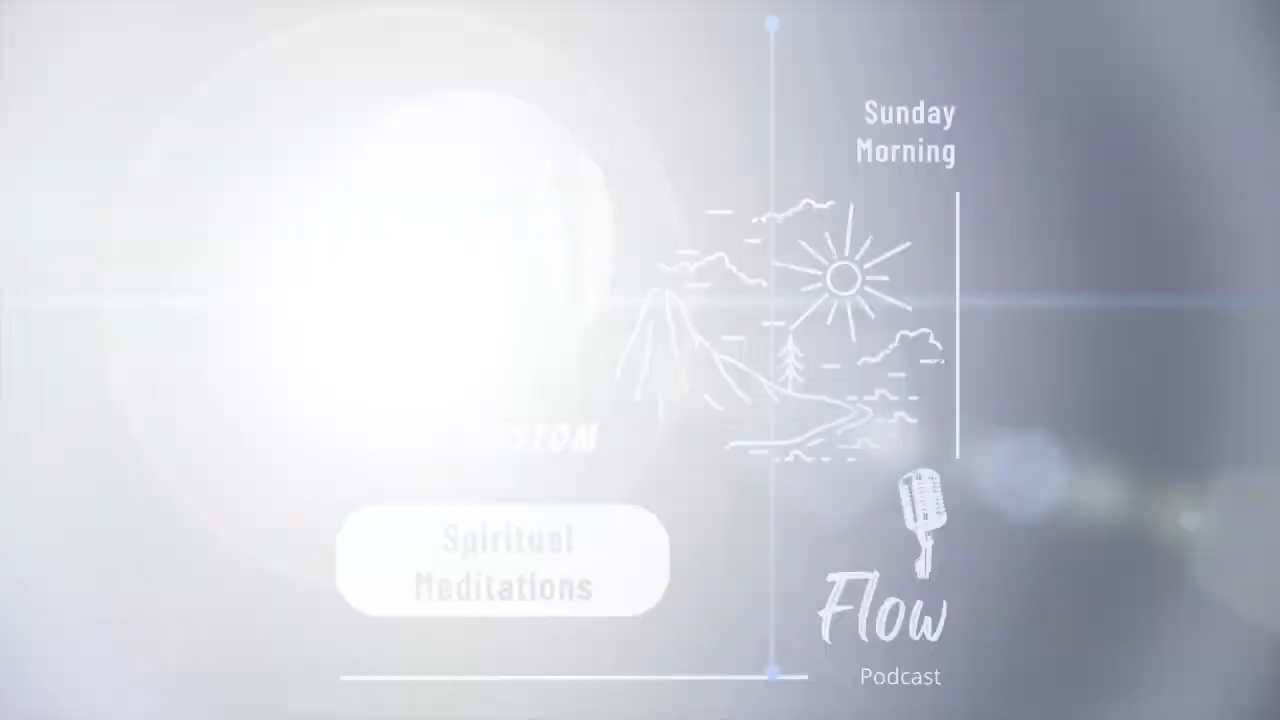 Sunday
Morning
Spiritual
Meditations
Flow
Podcast